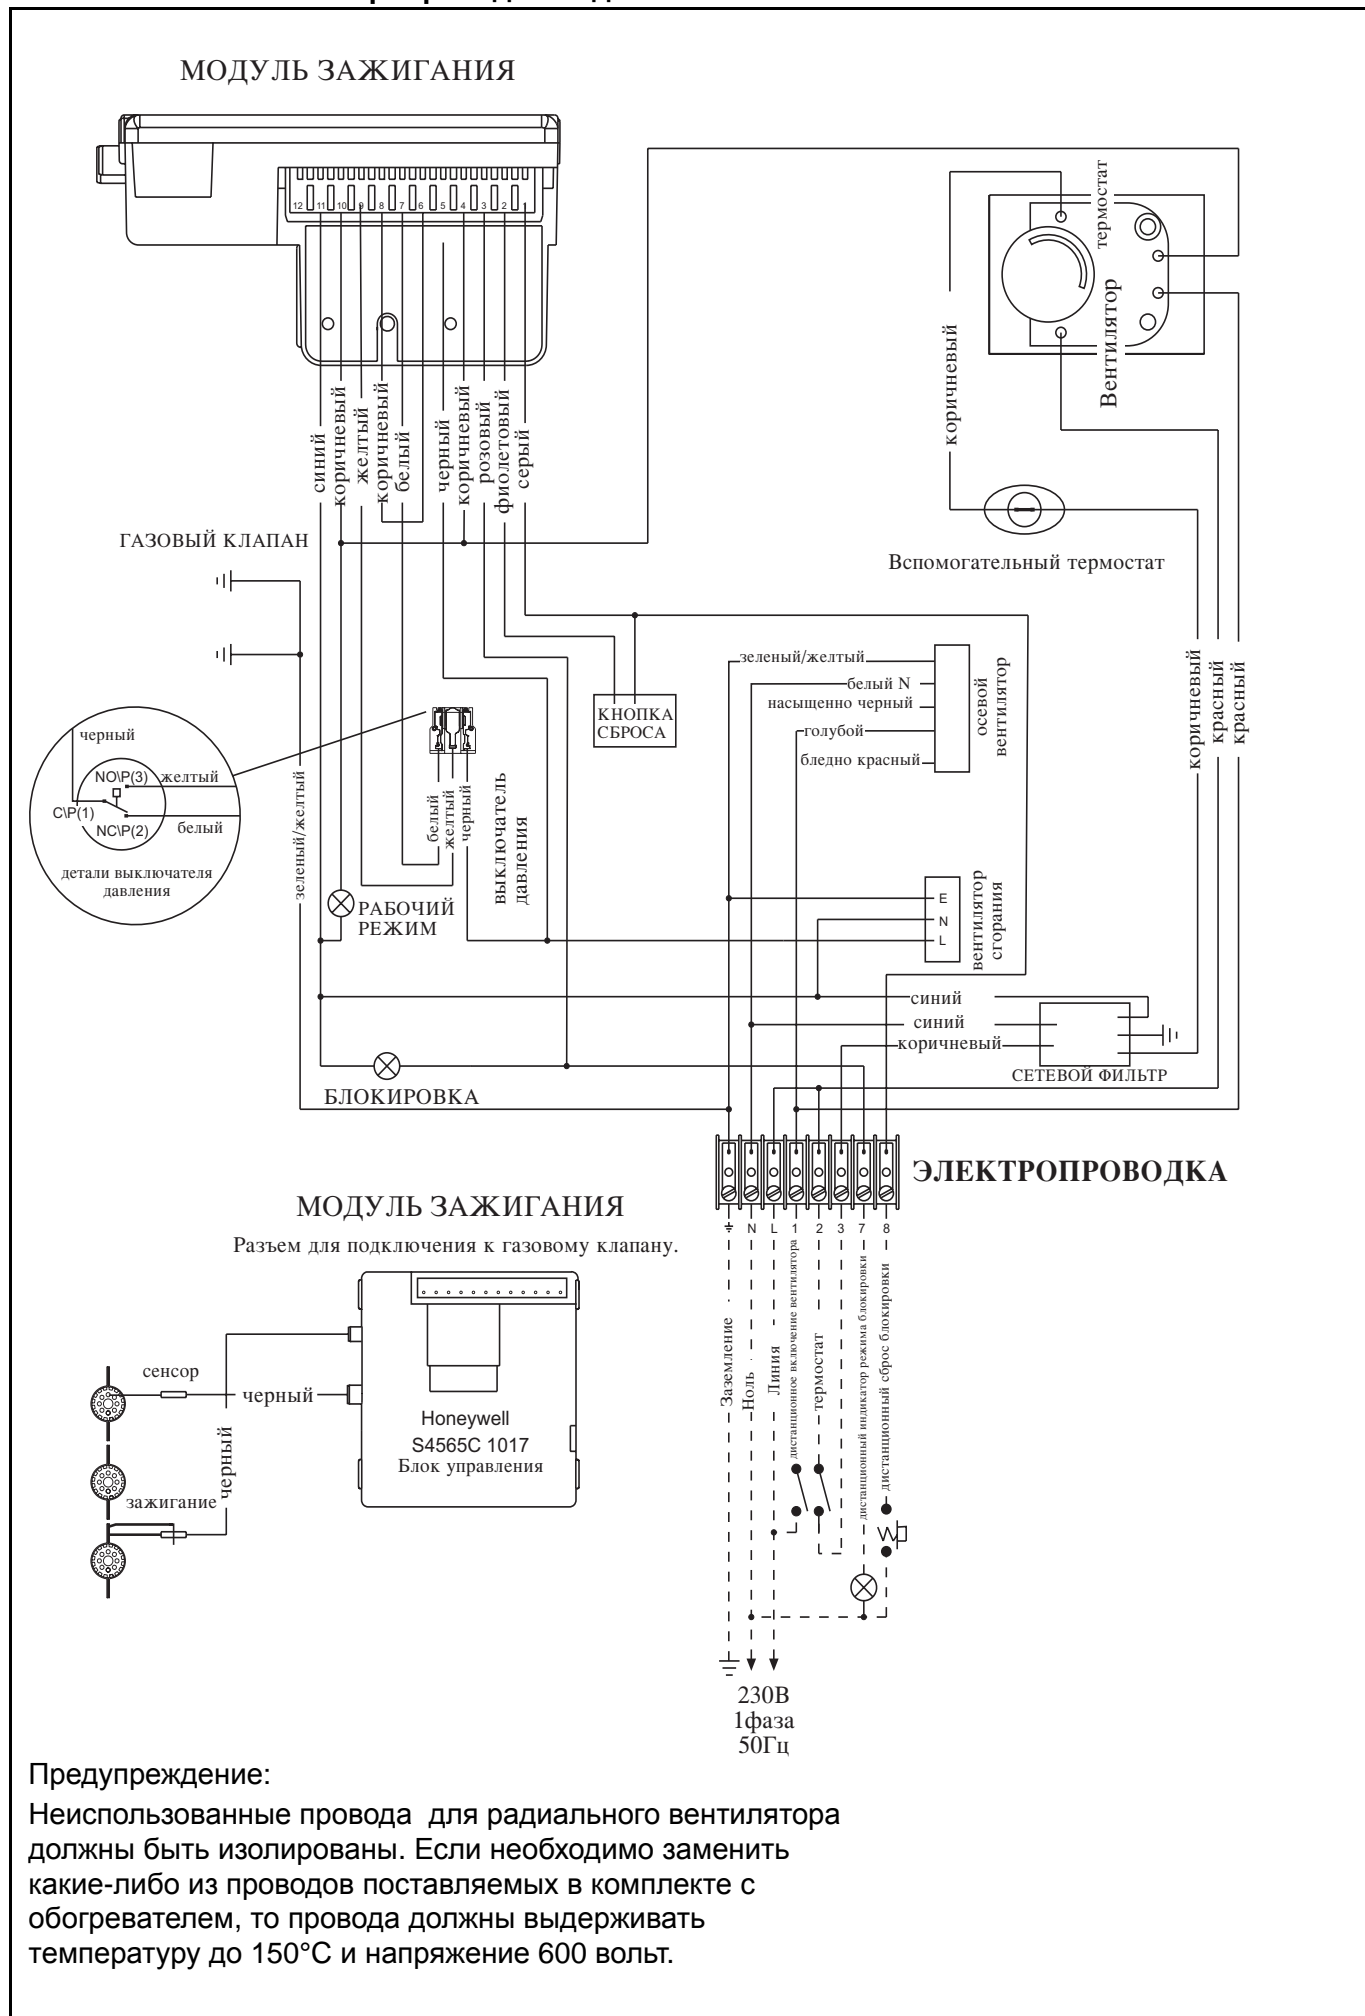 МОДУЛЬ ЗАЖИГАНИЯ
12 11 10 9 8 7 6 5 4 3 2 1
термостат
Вентилятор
коричневый
синий
коричневый
желтый
коричневый
белый
черный
коричневый
розовый
фиолетовый
серый
ГАЗОВЫЙ КЛАПАН
Вспомогательный термостат
зеленый/желтый
белый N
насыщенно черный
голубой
бледно красный
осевой
вентилятор
КНОПКА
СБРОСА
коричневый
красный
красный
черный
NO\P(3)
желтый
C\P(1)
NC\P(2)
белый
детали выключателя
давления
зеленый/желтый
белый
желтый
черный
выключатель
давления
РАБОЧИЙ
РЕЖИМ
E
N
L
вентилятор
сгорания
синий
синий
коричневый
СЕТЕВОЙ ФИЛЬТР
БЛОКИРОВКА
ЭЛЕКТРОПРОВОДКА
N L 1 2 3 7 8
МОДУЛЬ ЗАЖИГАНИЯ
Разъем для подключения к газовому клапану.
Заземление
Ноль
Линия
дистанционное включение вентилятора
термостат
дистанционный индикатор режима блокировки
дистанционный сброс блокировки
сенсор
черный
черный
зажигание
Honeywell
S4565C 1017
Блок управления
230В
1фаза
50Гц
Предупреждение:
Неиспользованные провода для радиального вентилятора
должны быть изолированы. Если необходимо заменить
какие-либо из проводов поставляемых в комплекте с
обогревателем, то провода должны выдерживать
температуру до 150°С и напряжение 600 вольт.